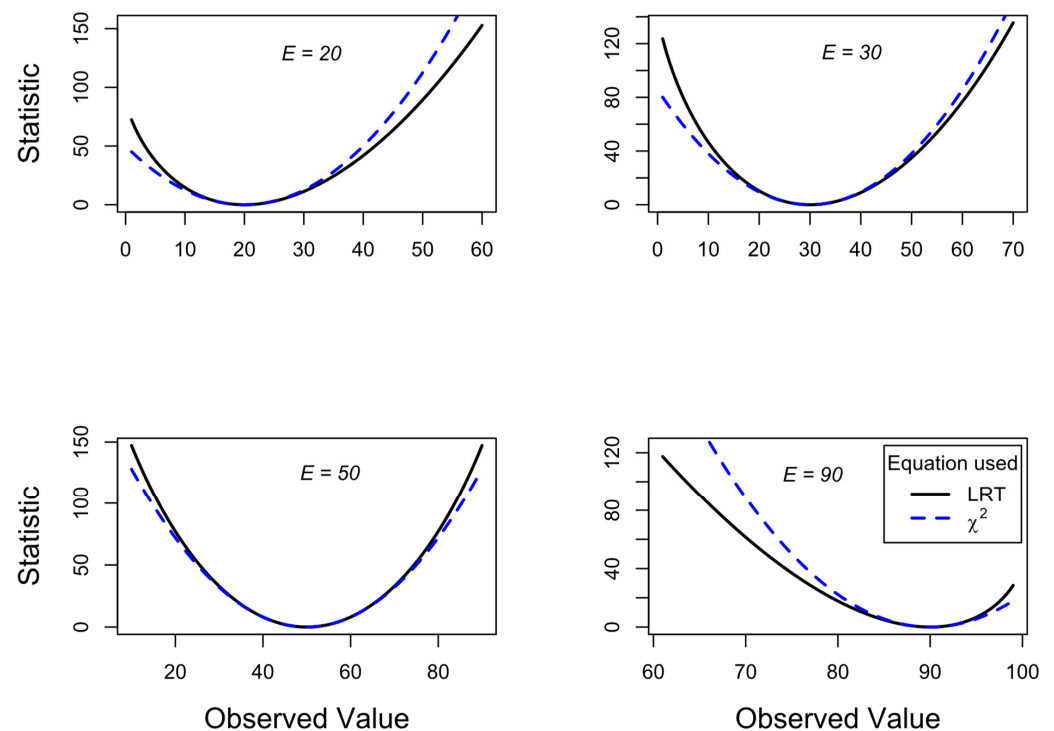 E = 20
Statistic
0 50 100 150
0 10 20 30 40 50 60
E = 30
0 40 80 120
0 10 20 30 40 50 60 70
E = 50
Statistic
0 50 100 150
20 40 60 80
Observed Value
E = 90
Equation used
LRT
χ²
0 40 80 120
60 70 80 90 100
Observed Value